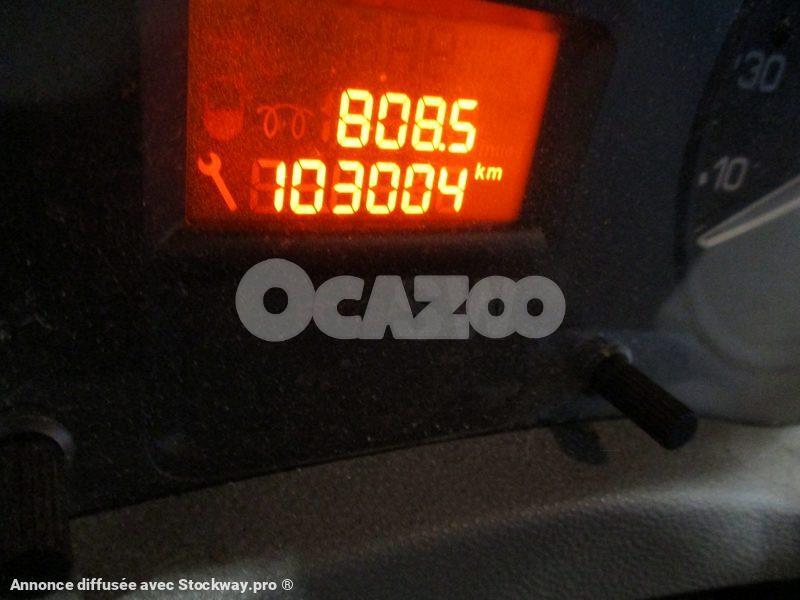 808.5
103004 km
30
10
OCAZOO
Annonce diffusée avec Stockway.pro ®